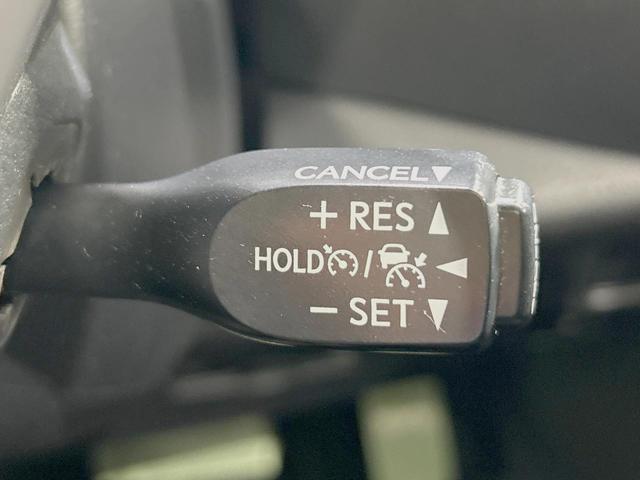 CANCEL▼
+ RES ▲
HOLD / ◀
- SET ▼